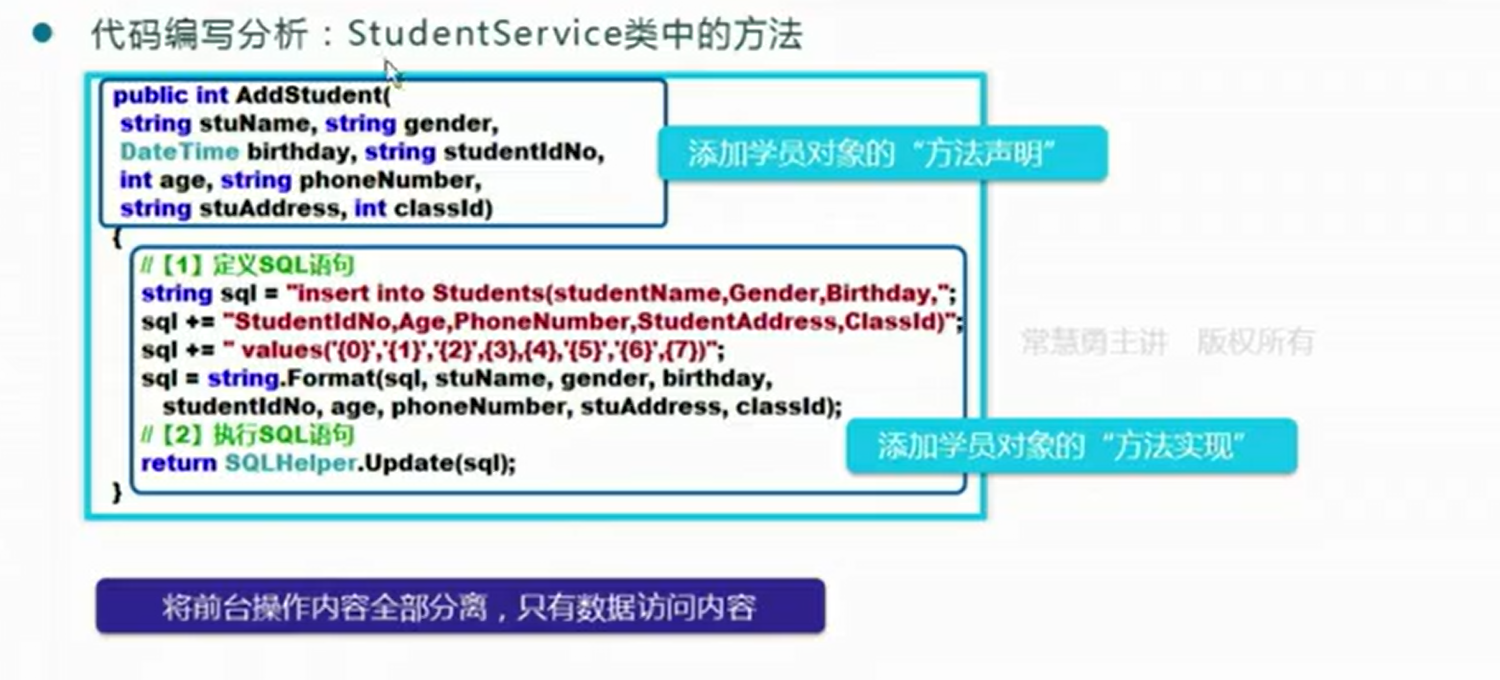 代码编写分析：StudentService类中的方法
public int AddStudent(
string stuName, string gender,
DateTime birthday, string studentIdNo,
int age, string phoneNumber,
string stuAddress, int classId)
添加学员对象的“方法声明”
{
//【1】定义SQL语句
string sql = "insert into Students(studentName,Gender,Birthday,";
sql += "StudentIdNo,Age,PhoneNumber,StudentAddress,ClassId)";
sql += " values('{0}','{1}','{2}',{3},{4},'{5}','{6}',{7})";
sql = string.Format(sql, stuName, gender, birthday,
studentIdNo, age, phoneNumber, stuAddress, classId);
//【2】执行SQL语句
return SQLHelper.Update(sql);
}
添加学员对象的“方法实现”
常慧勇主讲 版权所有
将前台操作内容全部分离，只有数据访问内容